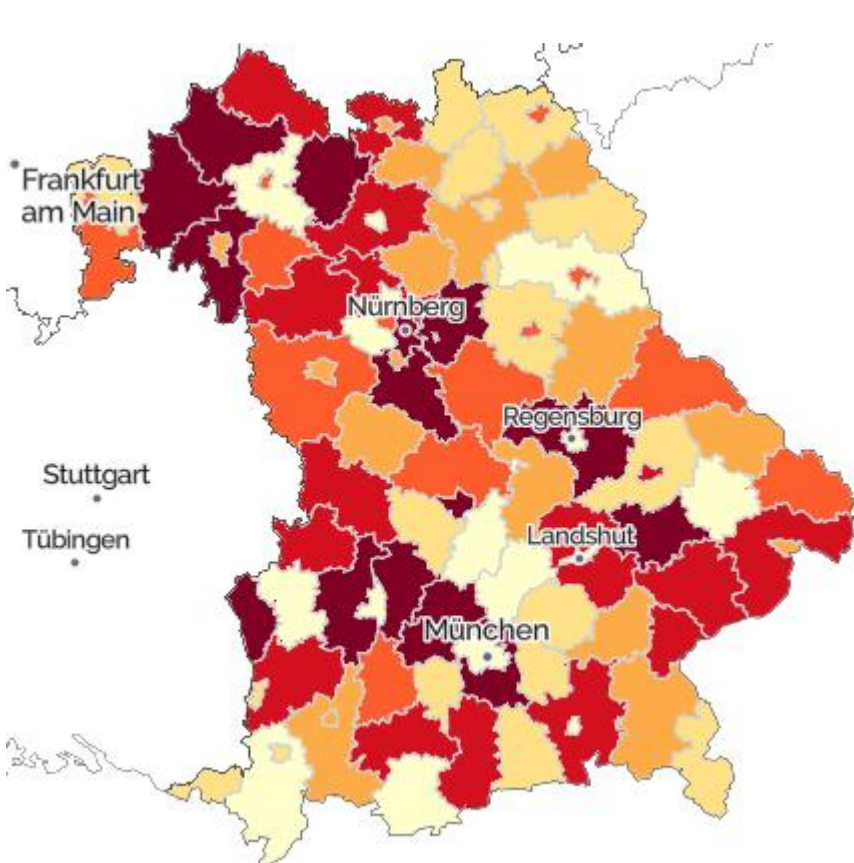 Frankfurt
am Main
Nürnberg
Regensburg
Stuttgart
Landshut
Tübingen
München